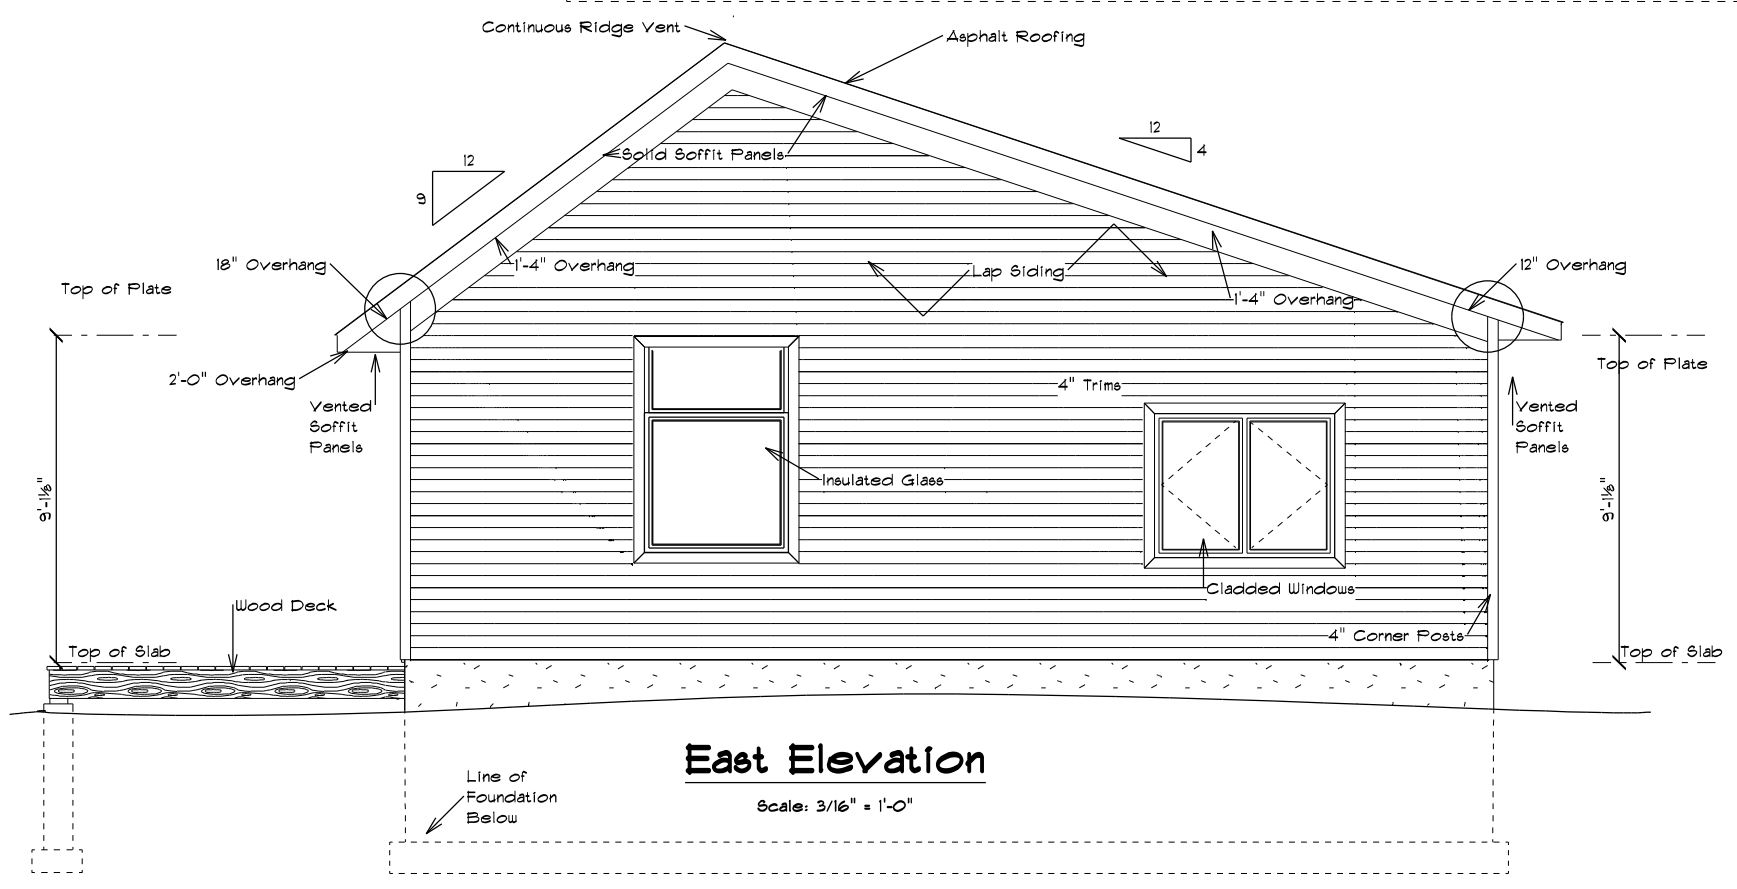 Continuous Ridge Vent
Asphalt Roofing
12
4
Solid Soffit Panels
12
9
18" Overhang
1'-4" Overhang
Lap Siding
12" Overhang
Top of Plate
1'-4" Overhang
Top of Plate
2'-0" Overhang
4" Trims
Vented
Soffit
Panels
Vented
Soffit
Panels
Insulated Glass
9'-1⅛"
9'-1⅛"
Cladded Windows
Wood Deck
4" Corner Posts
Top of Slab
Top of Slab
East Elevation
Scale: 3/16" = 1'-0"
Line of
Foundation
Below